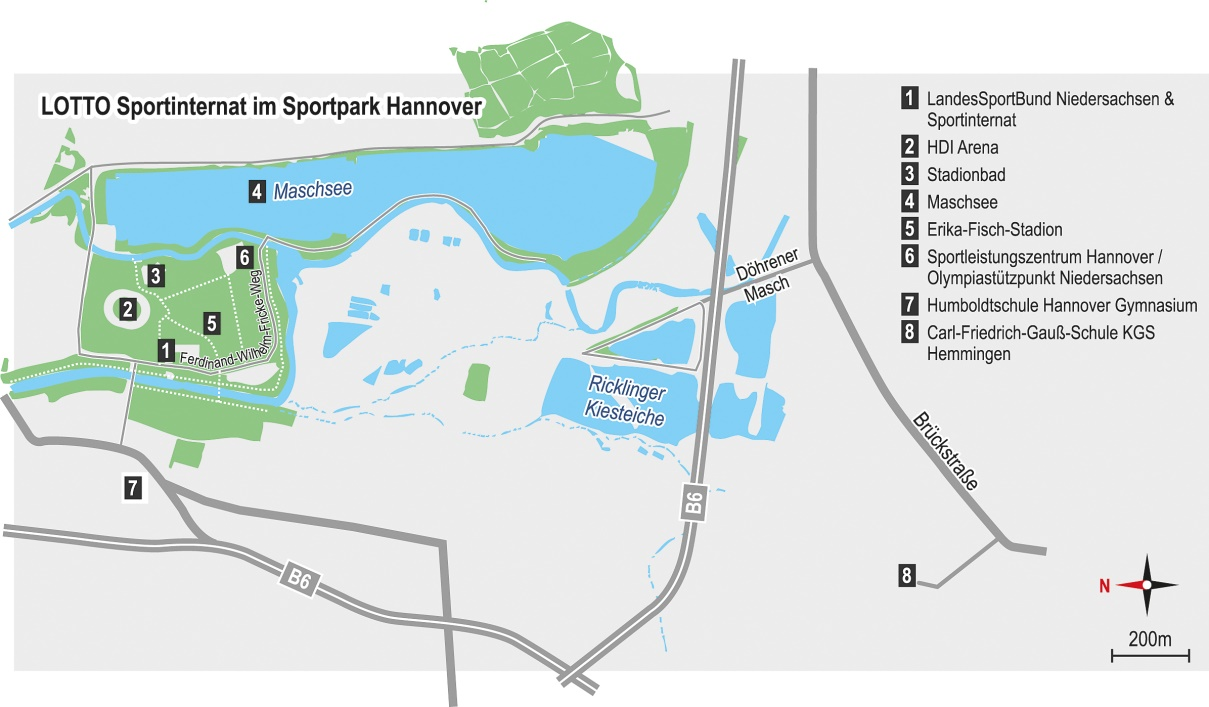 LOTTO Sportinternat im Sportpark Hannover
1 LandesSportBund Niedersachsen &
Sportinternat
2 HDI Arena
3 Stadionbad
4 Maschsee
5 Erika-Fisch-Stadion
6 Sportleistungszentrum Hannover /
Olympiastützpunkt Niedersachsen
7 Humboldtschule Hannover Gymnasium
8 Carl-Friedrich-Gauß-Schule KGS
Hemmingen
4 Maschsee
6
3
2
5
1
Ferdinand-Wilhelm-Fricke-Weg
Döhrener
Masch
Ricklinger
Kiesteiche
Brückstraße
7
B6
B6
8
N
200m